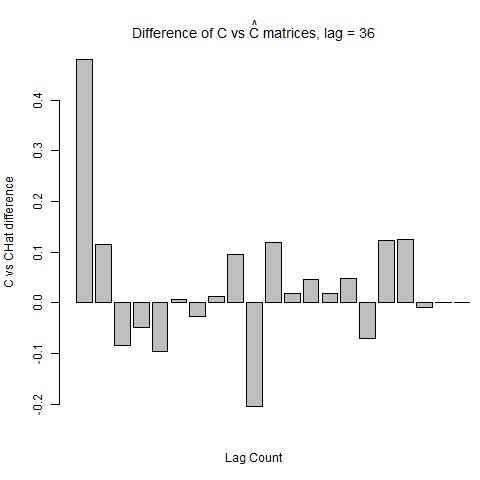 Difference of C vs Ĉ matrices, lag = 36
C vs CHat difference
0.4
0.3
0.2
0.1
0.0
-0.1
-0.2
Lag Count